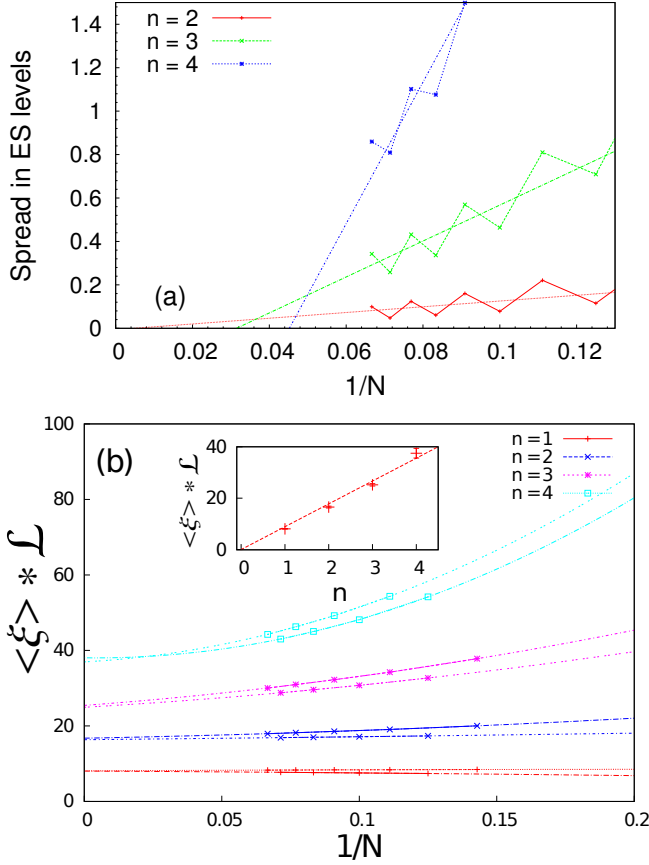 n = 2
n = 3
n = 4
Spread in ES levels
1.4
1.2
1
0.8
0.6
0.4
0.2
0
(a)
0 0.02 0.04 0.06 0.08 0.1 0.12
1/N
(b)
<ξ> * ℒ
100
80
60
40
20
0
n =1
n =2
n =3
n =4
<ξ> * ℒ
40
20
0
0 1 2 3 4
n
0 0.05 0.1 0.15 0.2
1/N